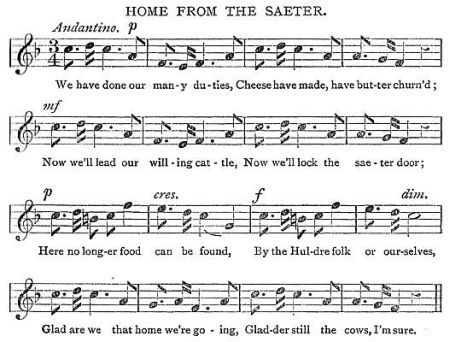 HOME FROM THE SAETER.
Andantino. p
3
4
We have done our man-y du-ties, Cheese have made, have but-ter churn'd;
mf
Now we'll lead our will-ing cat-tle, Now we'll lock the sae-ter door;
p cres. f dim.
Here no long-er food can be found, By the Hul-dre folk or our-selves,
Glad are we that home we're go-ing, Glad-der still the cows, I'm sure.